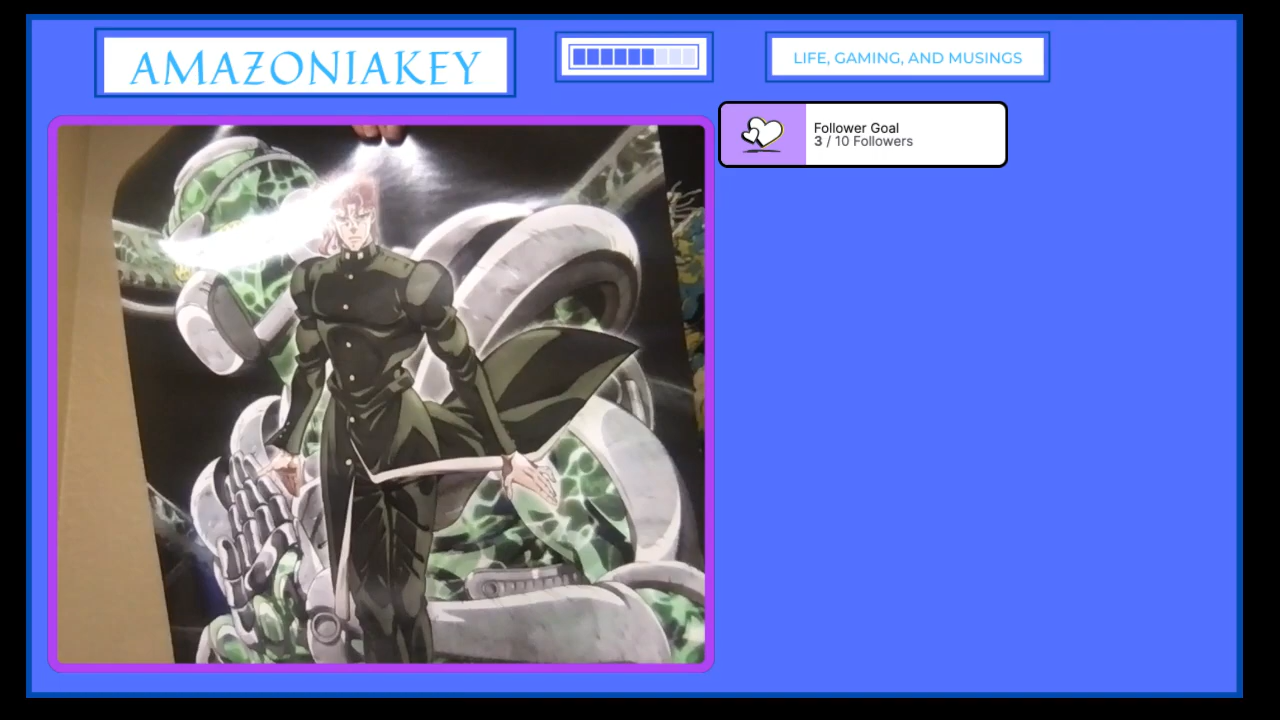 AMAZONIAKEY
LIFE, GAMING, AND MUSINGS
Follower Goal
3 / 10 Followers